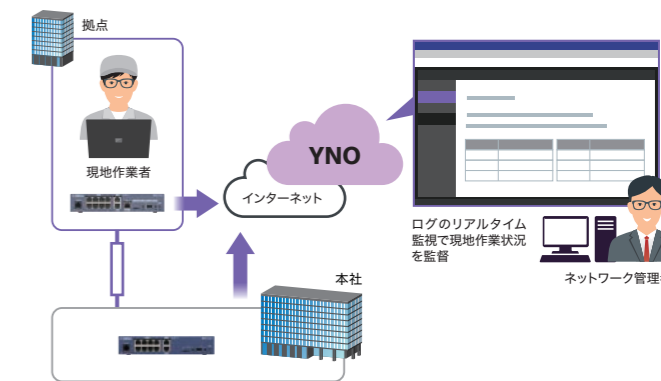 拠点
現地作業者
YNO
インターネット
本社
ログのリアルタイム
監視で現地作業状況
を監督
ネットワーク管理